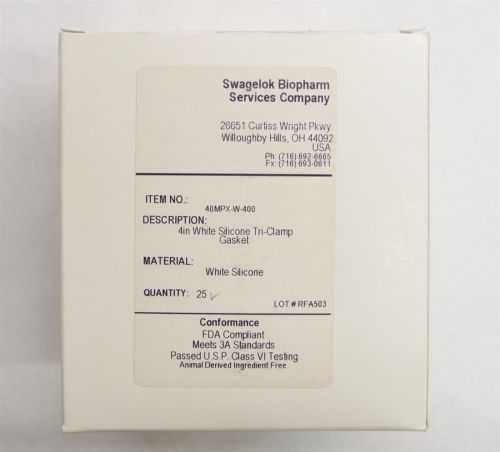 Swagelok Biopharm
Services Company
26651 Curtiss Wright Pkwy
Willoughby Hills, OH 44092
USA
Ph: (716) 692-6665
Fx: (716) 693-0611
ITEM NO.:
40MPX-W-400
DESCRIPTION:
4in White Silicone Tri-Clamp
Gasket
MATERIAL:
White Silicone
QUANTITY: 25
LOT # RFA503
Conformance
FDA Compliant
Meets 3A Standards
Passed U.S.P. Class VI Testing
Animal Derived Ingredient Free